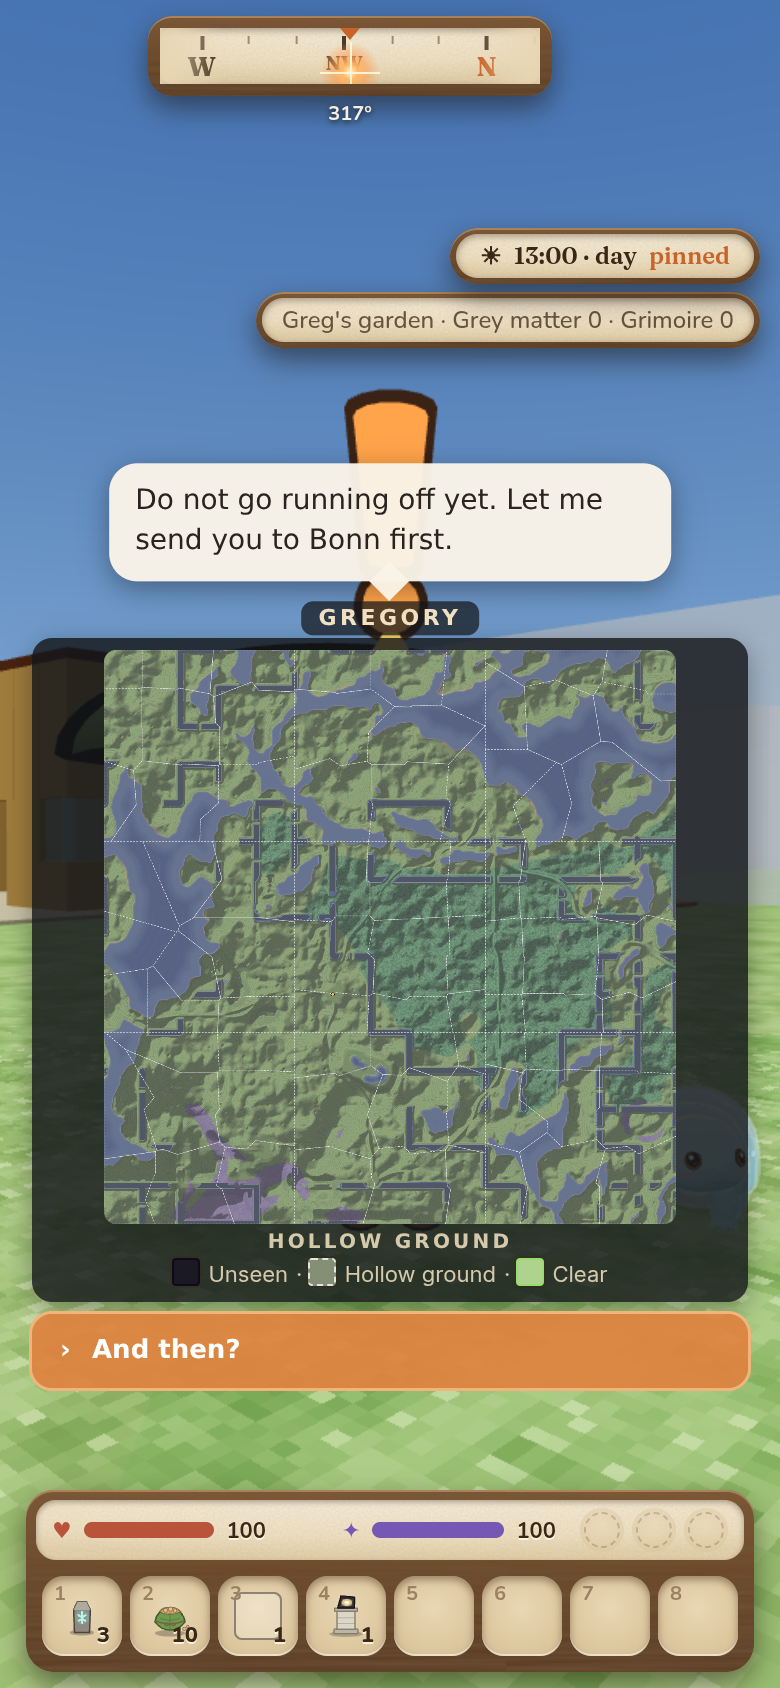 W NW N
317°
13:00 · day pinned
Greg's garden · Grey matter 0 · Grimoire 0
Do not go running off yet. Let me
send you to Bonn first.
GREGORY
HOLLOW GROUND
Unseen · Hollow ground · Clear
› And then?
100 100
1 2 3 4 5 6 7 8
3 10 1 1